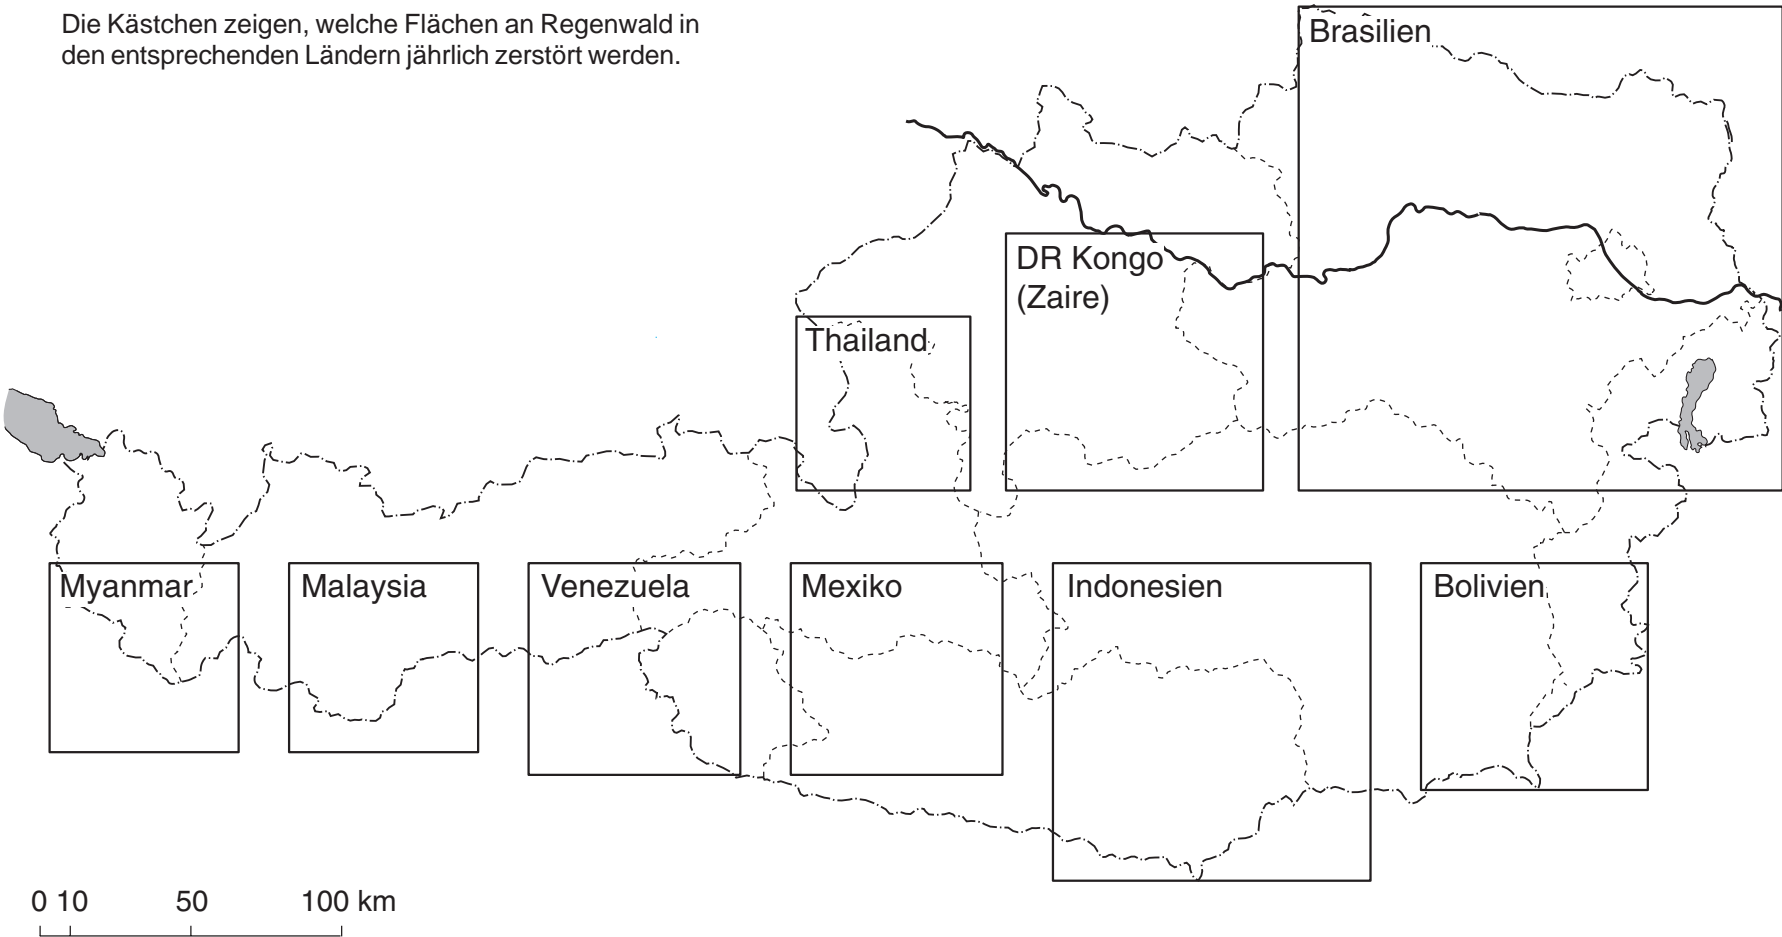 Die Kästchen zeigen, welche Flächen an Regenwald in
den entsprechenden Ländern jährlich zerstört werden.
Brasilien
DR Kongo
(Zaire)
Thailand
Myanmar
Malaysia
Venezuela
Mexiko
Indonesien
Bolivien
0 10 50 100 km